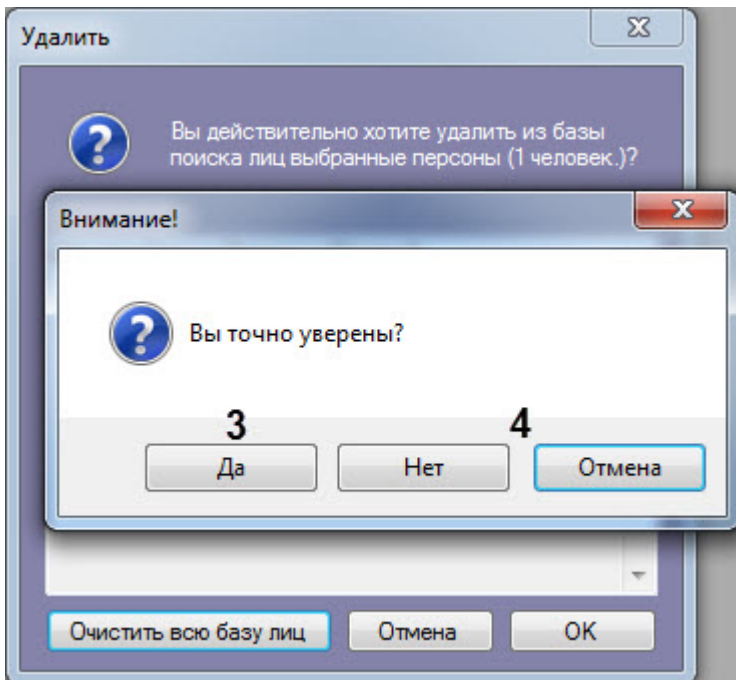 Удалить
Вы действительно хотите удалить из базы
поиска лиц выбранные персоны (1 человек.)?
Внимание!
Вы точно уверены?
3
4
Да
Нет
Отмена
Очистить всю базу лиц
Отмена
OK